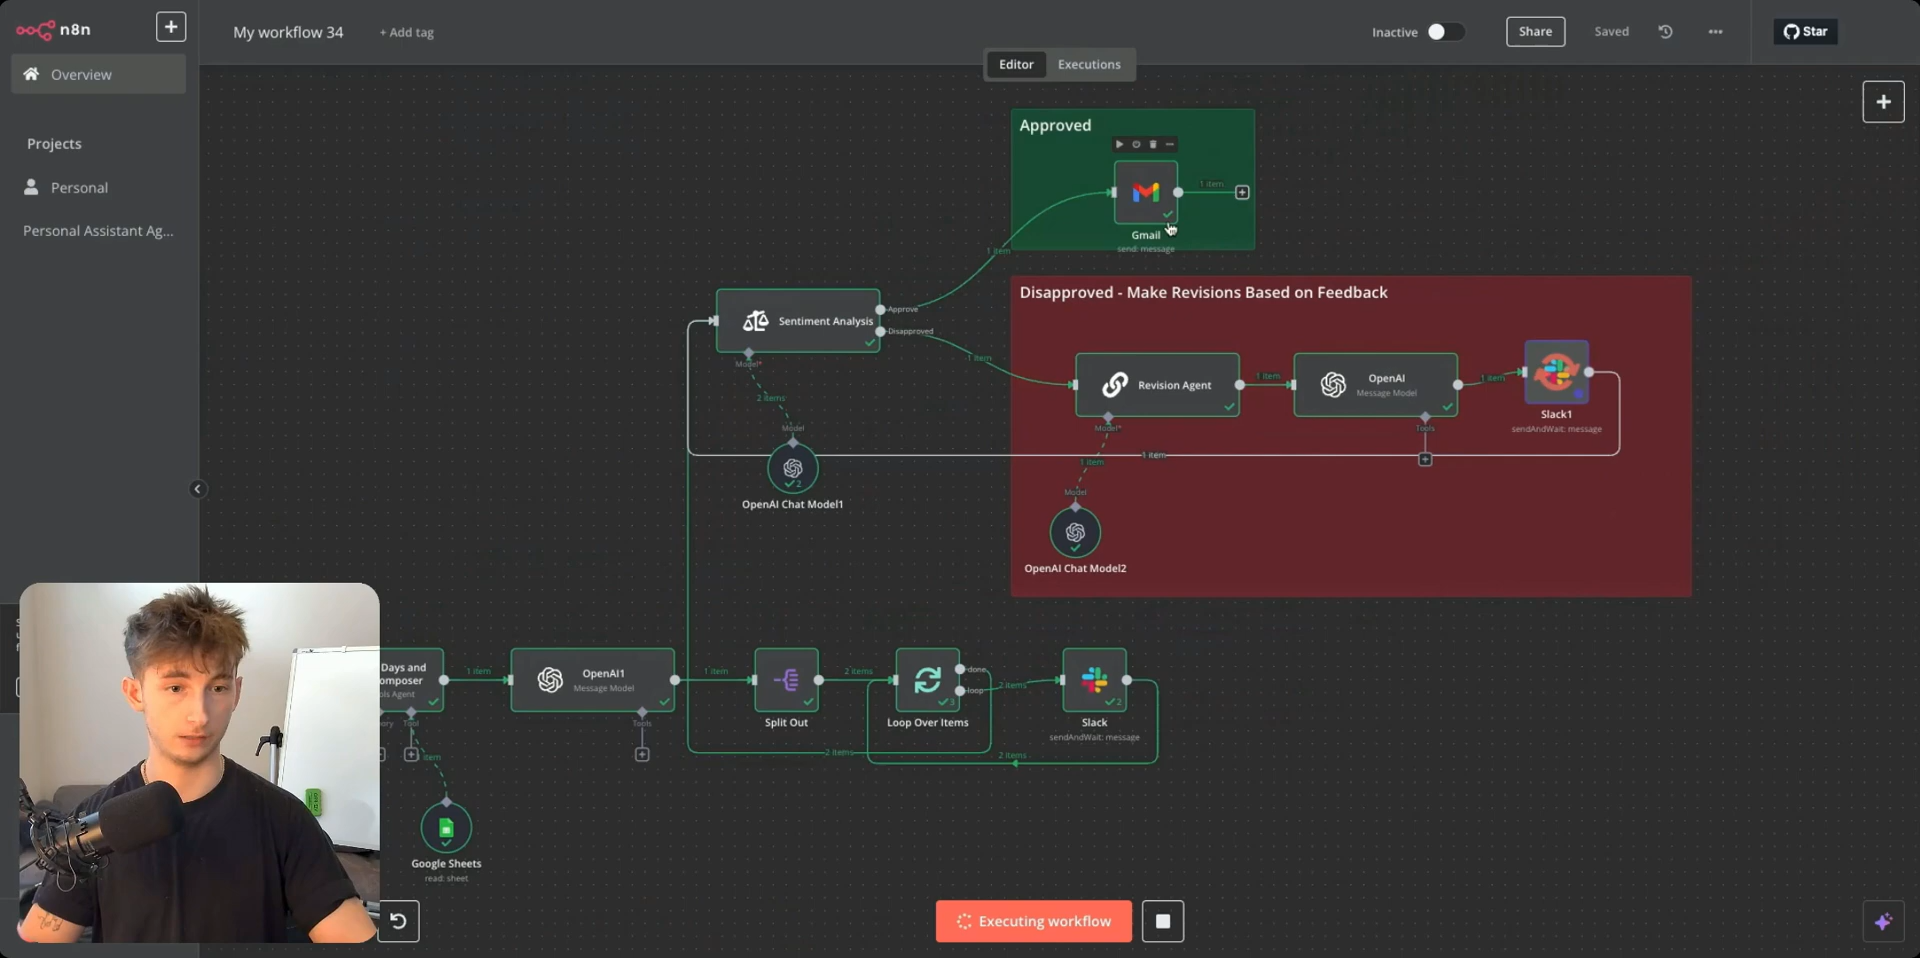 n8n
My workflow 34
+ Add tag
Inactive
Share
Saved
Star
Overview
Editor
Executions
Projects
Personal
Personal Assistant Ag...
Approved
1 item
Gmail
send: message
1 item
Disapproved - Make Revisions Based on Feedback
Sentiment Analysis
Approve
Disapproved
Model*
1 item
2 items
Model
2
OpenAI Chat Model1
Revision Agent
1 item
OpenAI
Message Model
1 item
Slack1
sendAndWait: message
Model*
Tools
1 item
1 item
Model
OpenAI Chat Model2
Days and
omposer
ols Agent
1 item
OpenAI1
Message Model
1 item
Split Out
2 items
Loop Over Items
3
done
loop
2 items
Slack
2
sendAndWait: message
ory
Tool
Tools
item
2 items
2 items
Google Sheets
read: sheet
Executing workflow